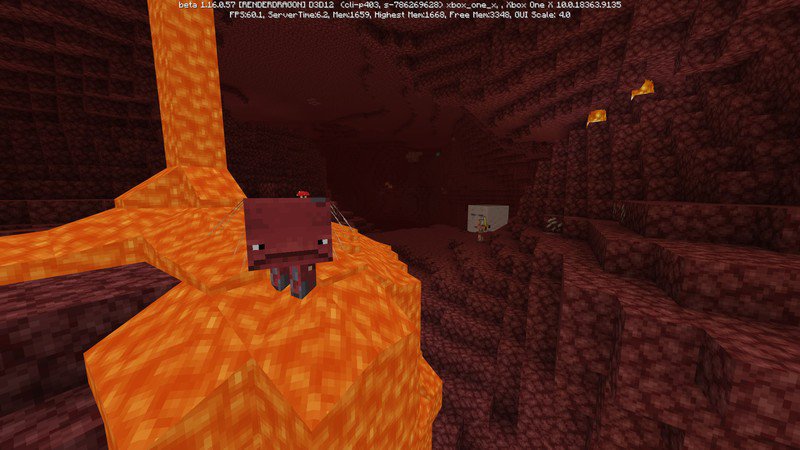 beta 1.16.0.57 [RENDERDRAGON] D3D12  (cli-p403, s-786269628) xbox_one_x, , Xbox One X 10.0.18363.9135
FPS:60.1, ServerTime:6.2, Mem:1659, Highest Mem:1668, Free Mem:3348, GUI Scale: 4.0